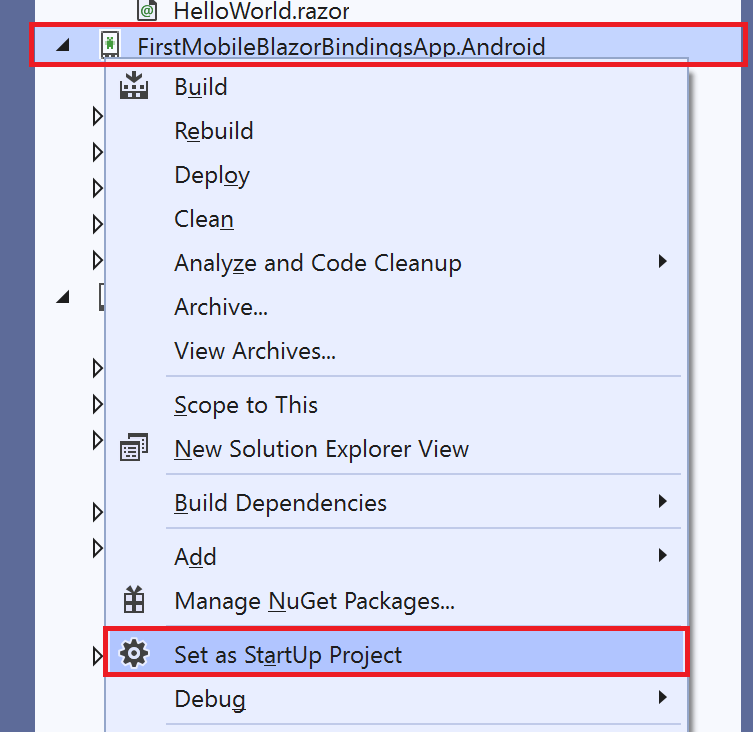 HelloWorld.razor
FirstMobileBlazorBindingsApp.Android
Build
Rebuild
Deploy
Clean
Analyze and Code Cleanup
Archive...
View Archives...
Scope to This
New Solution Explorer View
Build Dependencies
Add
Manage NuGet Packages...
Set as StartUp Project
Debug